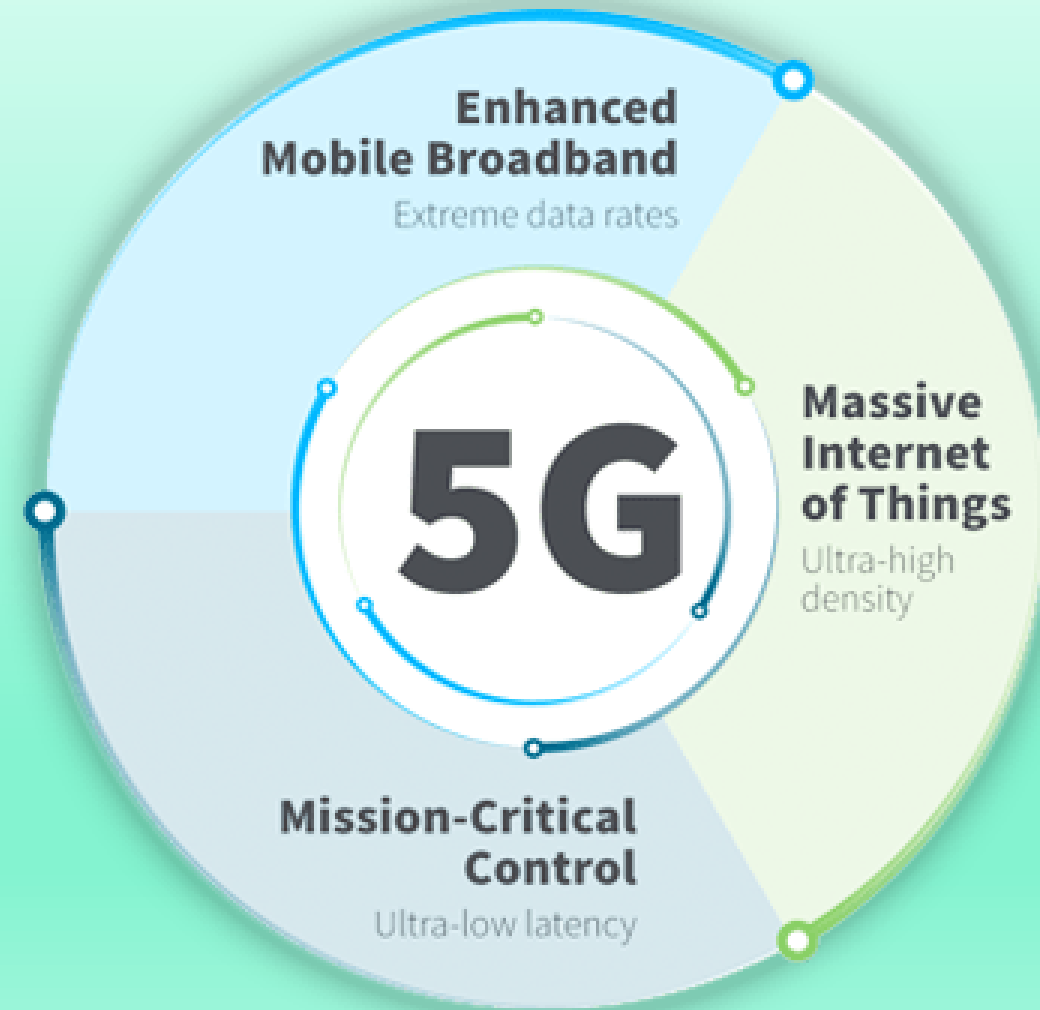 Enhanced
Mobile Broadband
Extreme data rates
5G
Massive
Internet
of Things
Ultra-high
density
Mission-Critical
Control
Ultra-low latency